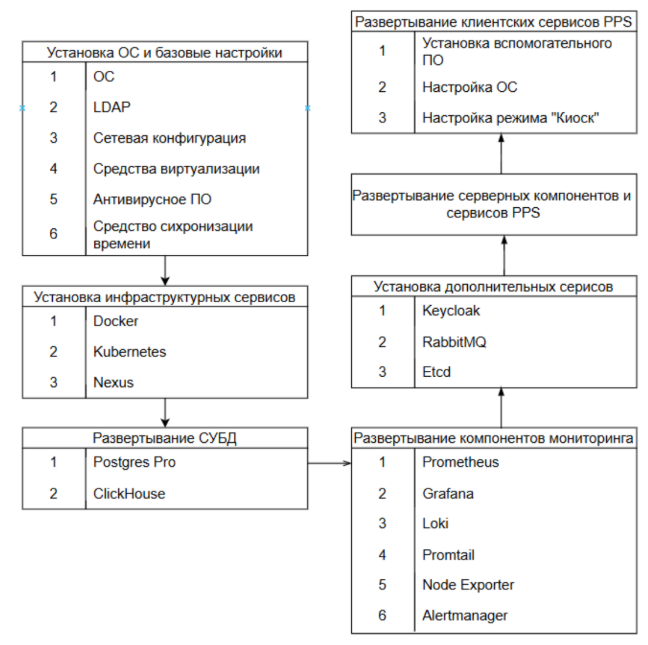 Установка ОС и базовые настройки
1 ОС
2 LDAP
3 Сетевая конфигурация
4 Средства виртуализации
5 Антивирусное ПО
6 Средство сихронизации
времени
Установка инфраструктурных сервисов
1 Docker
2 Kubernetes
3 Nexus
Развертывание СУБД
1 Postgres Pro
2 ClickHouse
Развертывание компонентов мониторинга
1 Prometheus
2 Grafana
3 Loki
4 Promtail
5 Node Exporter
6 Alertmanager
Установка дополнительных серисов
1 Keycloak
2 RabbitMQ
3 Etcd
Развертывание серверных компонентов и
сервисов PPS
Развертывание клиентских сервисов PPS
1 Установка вспомогательного
ПО
2 Настройка ОС
3 Настройка режима "Киоск"